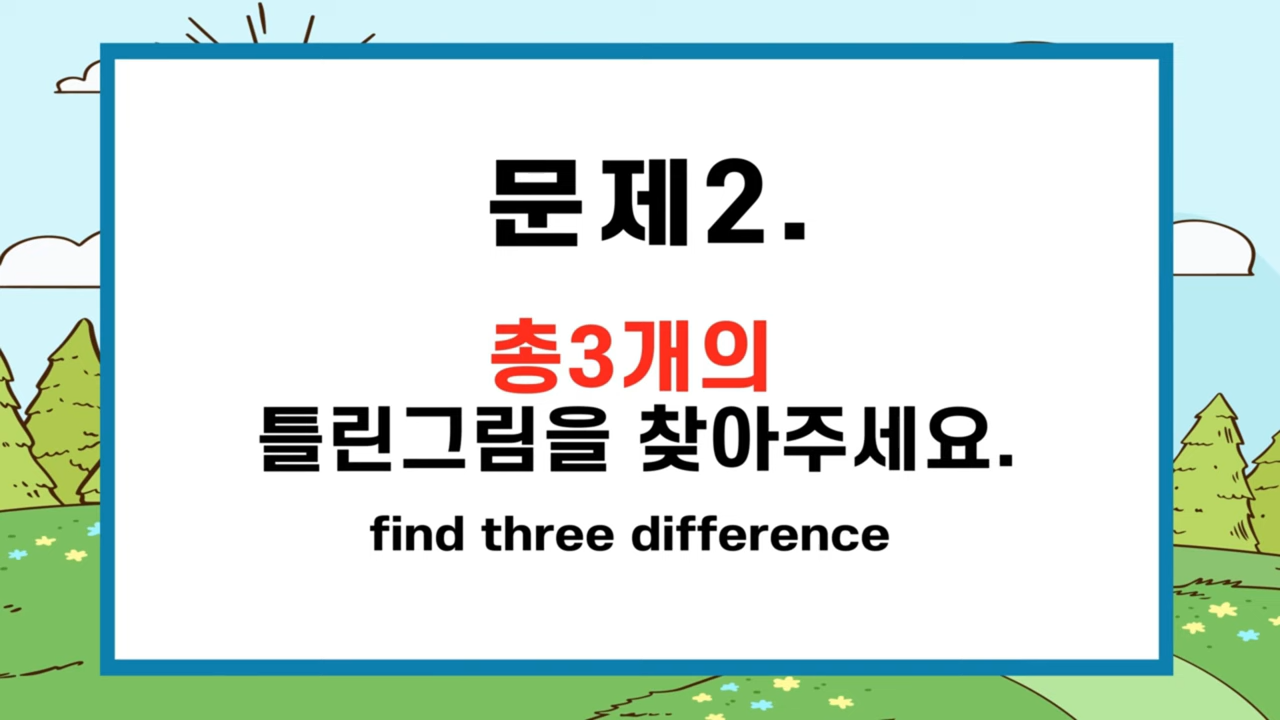 문제2.
총3개의
틀린그림을 찾아주세요.
find three difference